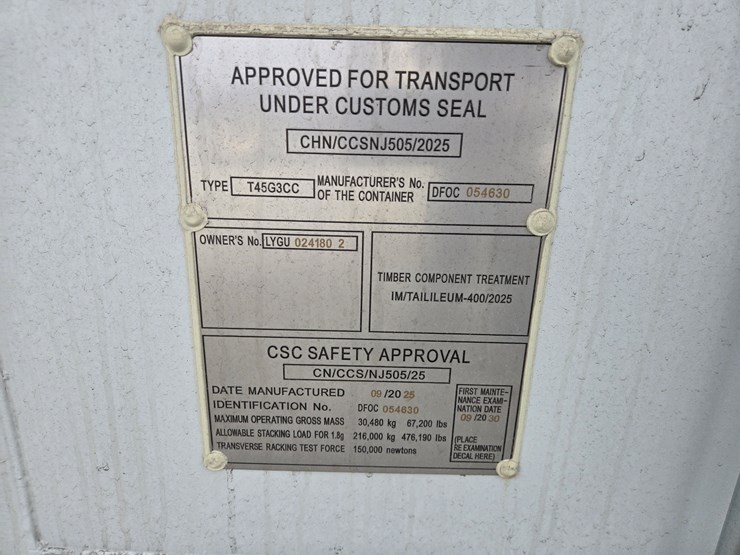 APPROVED FOR TRANSPORT
UNDER CUSTOMS SEAL
CHN/CCSNJ505/2025
TYPE T45G3CC MANUFACTURER'S No. OF THE CONTAINER DFOC 054630
OWNER'S No. LYGU 024180 2
TIMBER COMPONENT TREATMENT
IM/TAILILEUM-400/2025
CSC SAFETY APPROVAL
CN/CCS/NJ505/25
DATE MANUFACTURED 09/2025
IDENTIFICATION No. DFOC 054630
MAXIMUM OPERATING GROSS MASS 30,480 kg 67,200 lbs
ALLOWABLE STACKING LOAD FOR 1.8g 216,000 kg 476,190 lbs
TRANSVERSE RACKING TEST FORCE 150,000 newtons
FIRST MAINTE-
NANCE EXAMI-
NATION DATE
09/2030
(PLACE
RE EXAMINATION
DECAL HERE)